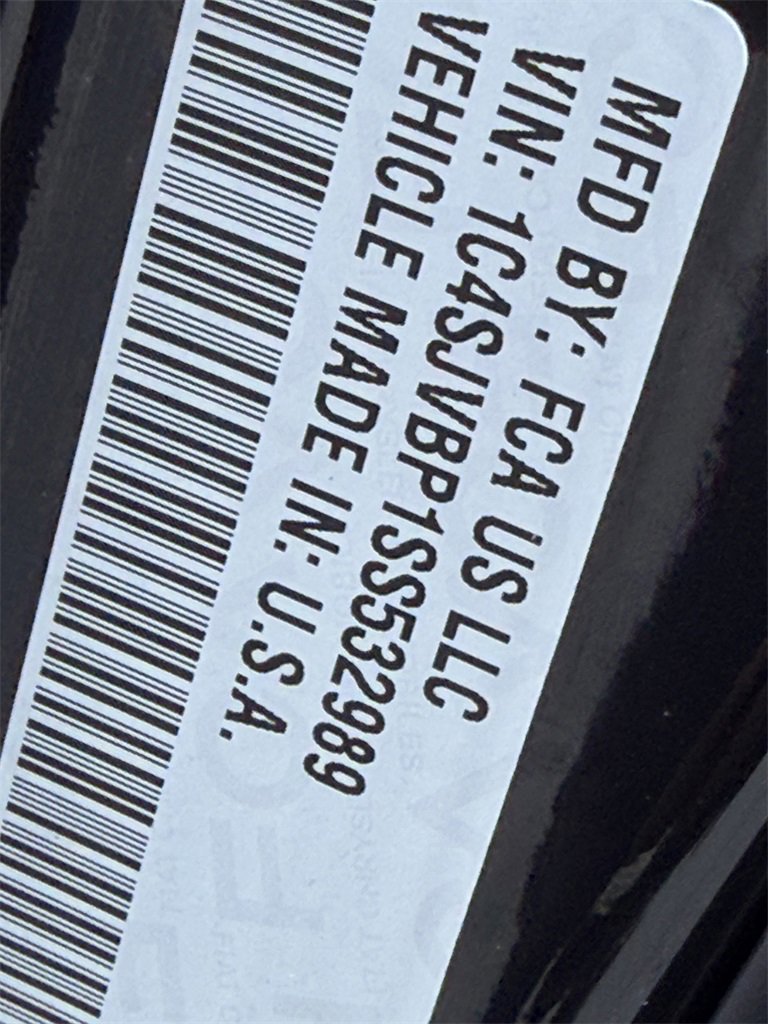 MFD BY: FCA US LLC
VIN: 1C4SJVBP1SS532989
VEHICLE MADE IN: U.S.A.